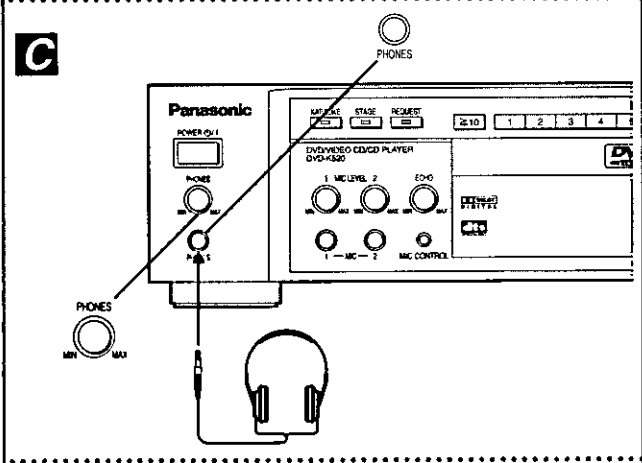 C
PHONES
Panasonic
KARAOKE STAGE REQUEST
≥10 1 2 3 4
POWER ⏻/I
DVD/VIDEO CD/CD PLAYER
DVD-K520
PHONES
1 MIC LEVEL 2 ECHO
MIN MAX MIN MAX MIN MAX MIN MAX
DIGITAL
PHONES
1 — MIC — 2 MIC CONTROL
PHONES
MIN MAX